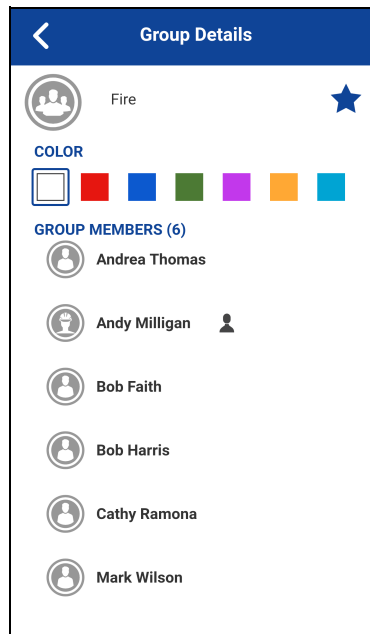 Group Details
Fire
COLOR
GROUP MEMBERS (6)
Andrea Thomas
Andy Milligan
Bob Faith
Bob Harris
Cathy Ramona
Mark Wilson